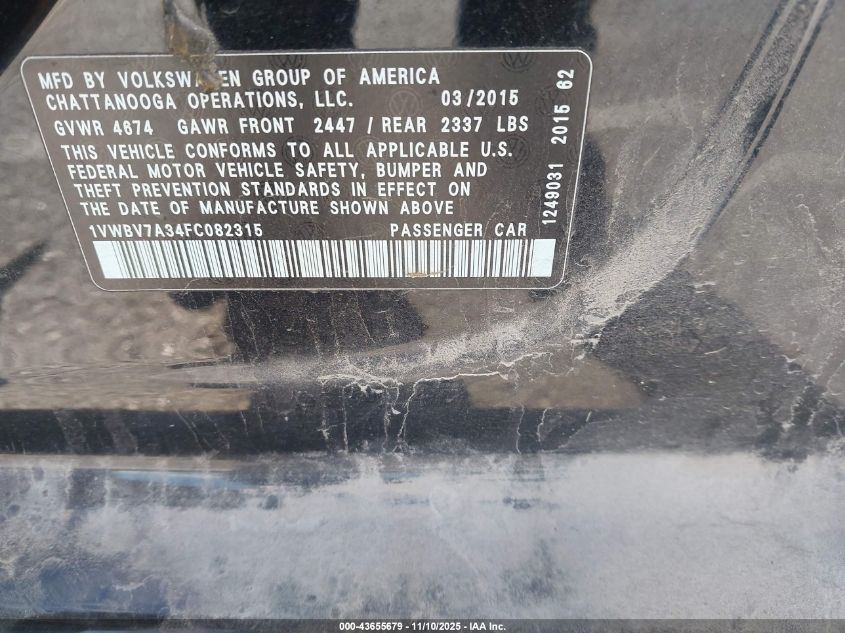 MFD BY VOLKSWAGEN GROUP OF AMERICA
CHATTANOOGA OPERATIONS, LLC. 03/2015
GVWR 4674 GAWR FRONT 2447 / REAR 2337 LBS
THIS VEHICLE CONFORMS TO ALL APPLICABLE U.S.
FEDERAL MOTOR VEHICLE SAFETY, BUMPER AND
THEFT PREVENTION STANDARDS IN EFFECT ON
THE DATE OF MANUFACTURE SHOWN ABOVE
1VWBV7A34FC082315 PASSENGER CAR
1249031 2015 62
000-43655679 - 11/10/2025 - IAA Inc.